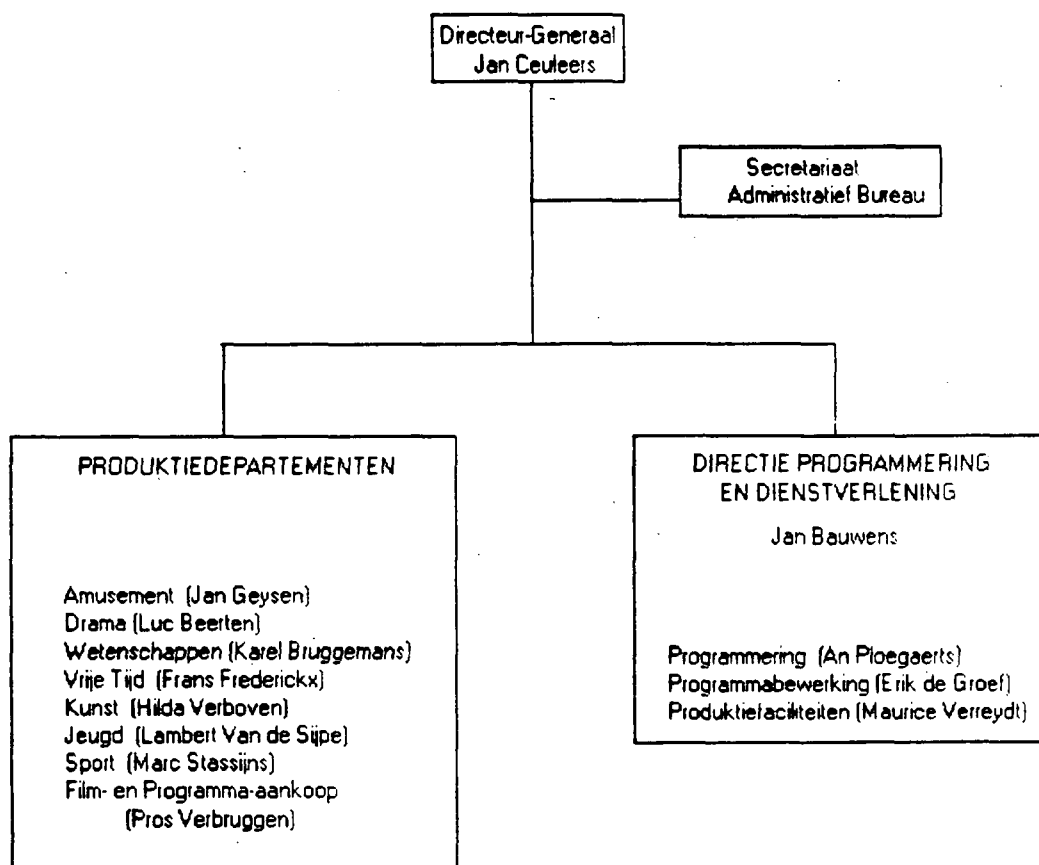 Directeur-Generaal
Jan Ceuleers
Secretariaat
Administratief Bureau
PRODUKTIEDEPARTEMENTEN
Amusement (Jan Geysen)
Drama (Luc Beerten)
Wetenschappen (Karel Bruggemans)
Vrije Tijd (Frans Frederickx)
Kunst (Hilda Verboven)
Jeugd (Lambert Van de Sijpe)
Sport (Marc Stassijns)
Film- en Programma-aankoop
(Pros Verbruggen)
DIRECTIE PROGRAMMERING
EN DIENSTVERLENING
Jan Bauwens
Programmering (An Ploegaerts)
Programmabewerking (Erik de Groef)
Produktiefaciliteiten (Maurice Verreydt)